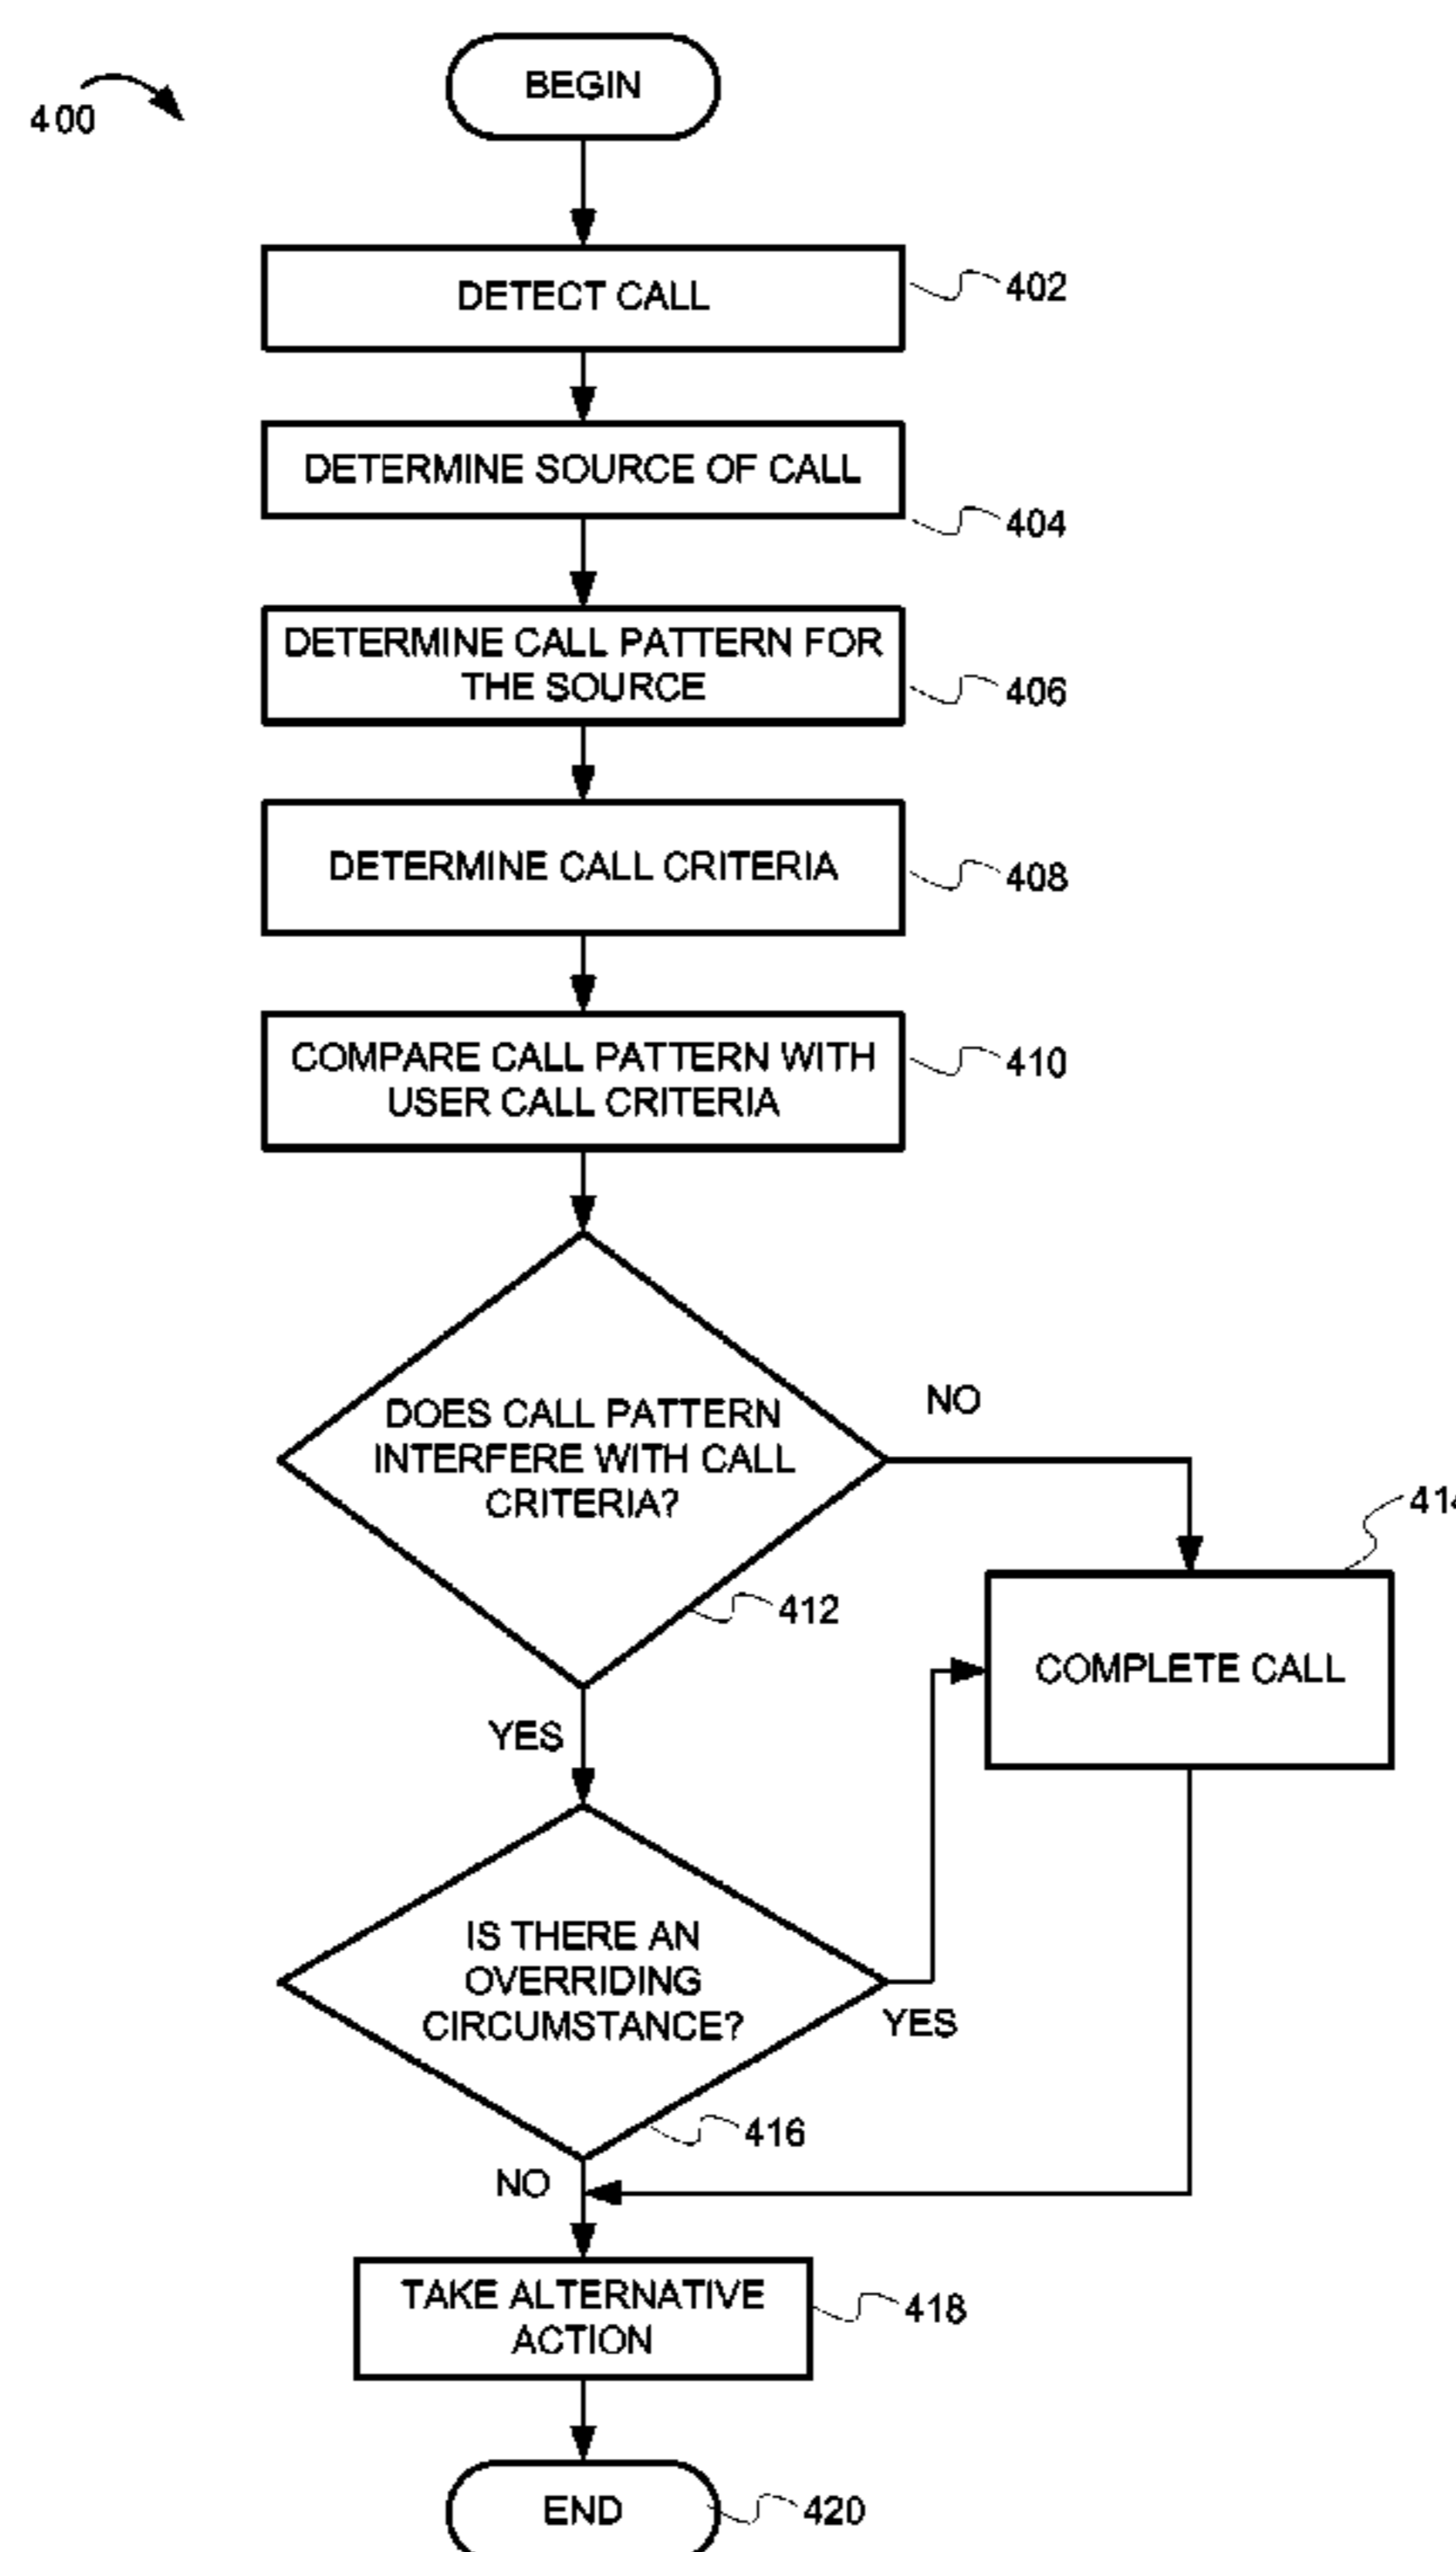 400
BEGIN
DETECT CALL
402
DETERMINE SOURCE OF CALL
404
DETERMINE CALL PATTERN FOR
THE SOURCE
406
DETERMINE CALL CRITERIA
408
COMPARE CALL PATTERN WITH
USER CALL CRITERIA
410
DOES CALL PATTERN
INTERFERE WITH CALL
CRITERIA?
NO
412
414
COMPLETE CALL
YES
IS THERE AN
OVERRIDING
CIRCUMSTANCE?
YES
416
NO
TAKE ALTERNATIVE
ACTION
418
END
420